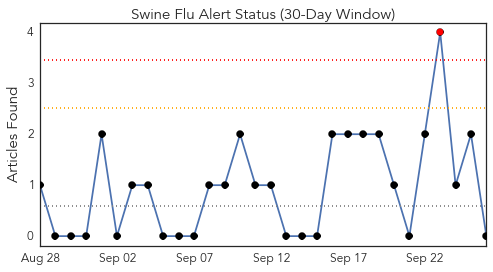 Swine Flu Alert Status (30-Day Window)
Articles Found
4
3
2
1
0
Aug 28 Sep 02 Sep 07 Sep 12 Sep 17 Sep 22